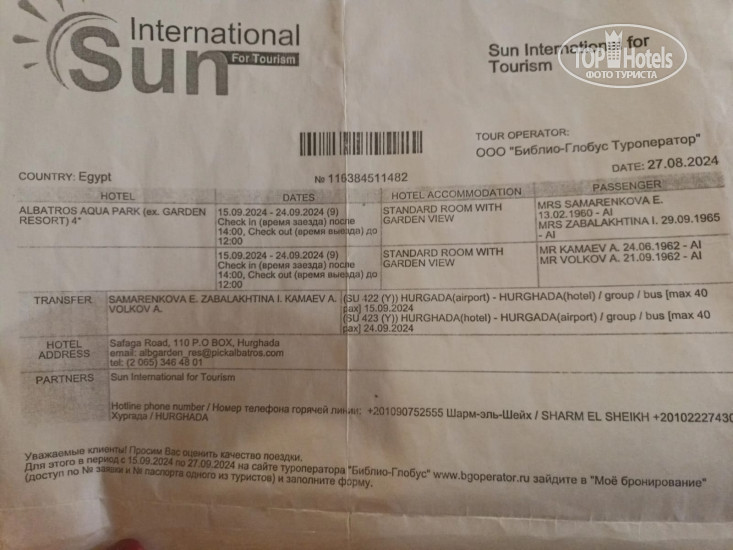 International
Sun
For Tourism
Sun International for
Tourism
TOP Hotels
ФОТО ТУРИСТА
TOUR OPERATOR:
ООО "Библио-Глобус Туроператор"
COUNTRY: Egypt
№ 116384511482
DATE: 27.08.2024
HOTEL DATES HOTEL ACCOMMODATION PASSENGER
ALBATROS AQUA PARK (ex. GARDEN
RESORT) 4*
15.09.2024 - 24.09.2024 (9)
Check in (время заезда) после
14:00, Check out (время выезда) до
12:00
STANDARD ROOM WITH
GARDEN VIEW
MRS SAMARENKOVA E.
13.02.1960 - AI
MRS ZABALAKHTINA I. 29.09.1965
- AI
15.09.2024 - 24.09.2024 (9)
Check in (время заезда) после
14:00, Check out (время выезда) до
12:00
STANDARD ROOM WITH
GARDEN VIEW
MR KAMAEV A. 24.06.1962 - AI
MR VOLKOV A. 21.09.1962 - AI
TRANSFER
SAMARENKOVA E. ZABALAKHTINA I. KAMAEV A.
VOLKOV A.
(SU 422 (Y)) HURGADA(airport) - HURGHADA(hotel) / group / bus [max 40
pax] 15.09.2024
(SU 423 (Y)) HURGHADA(hotel) - HURGADA(airport) / group / bus [max 40
pax] 24.09.2024
HOTEL
ADDRESS
Safaga Road, 110 P.O BOX, Hurghada
email: albgarden_res@pickalbatros.com
tel: (2 065) 346 48 01
PARTNERS
Sun International for Tourism
Hotline phone number / Номер телефона горячей линии: +201090752555 Шарм-эль-Шейх / SHARM EL SHEIKH +20102227430
Хургада / HURGHADA
Уважаемые клиенты! Просим Вас оценить качество поездки.
Для этого в период с 15.09.2024 по 27.09.2024 на сайте туроператора "Библио-Глобус" www.bgoperator.ru зайдите в "Моё бронирование"
(доступ по № заявки и № паспорта одного из туристов) и заполните форму.